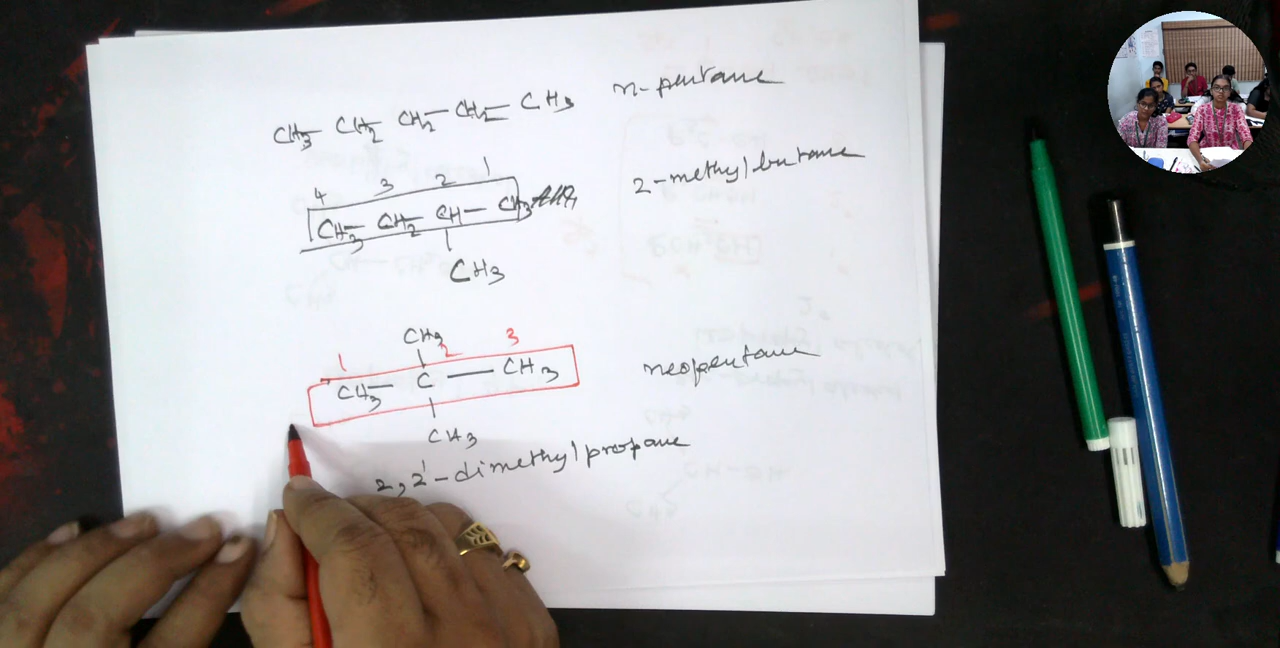 CH3 — CH2 — CH2 — CH2 — CH3 n-pentane
4 3 2 1
CH3 — CH2 — CH — CH3 2-methylbutane
|
CH3
CH3
1 | 2 3
CH3 — C — CH3 neopentane
|
CH3
2,2'-dimethylpropane